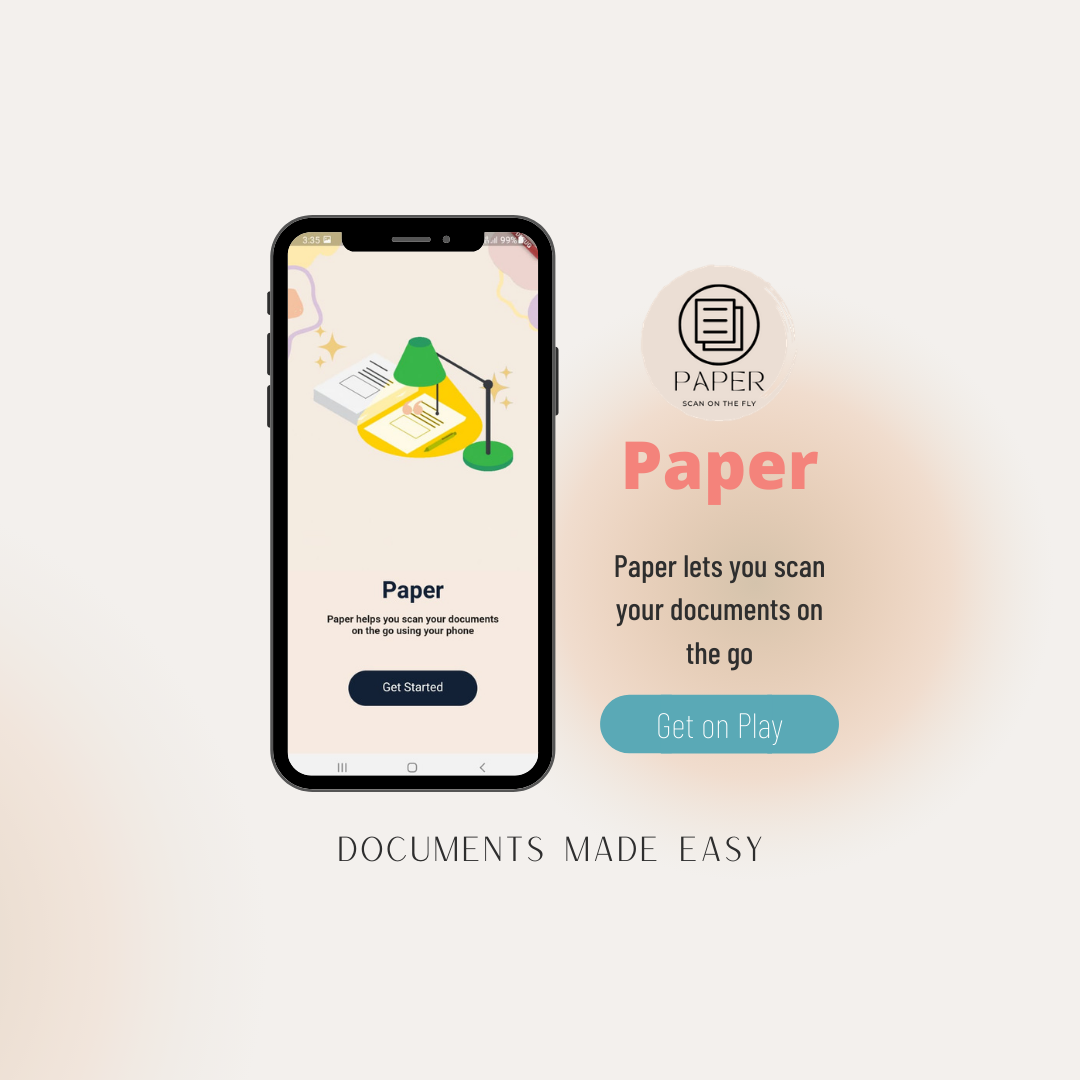 3:35
99%
Paper
Paper helps you scan your documents
on the go using your phone
Get Started
PAPER
SCAN ON THE FLY
Paper
Paper lets you scan
your documents on
the go
Get on Play
DOCUMENTS MADE EASY